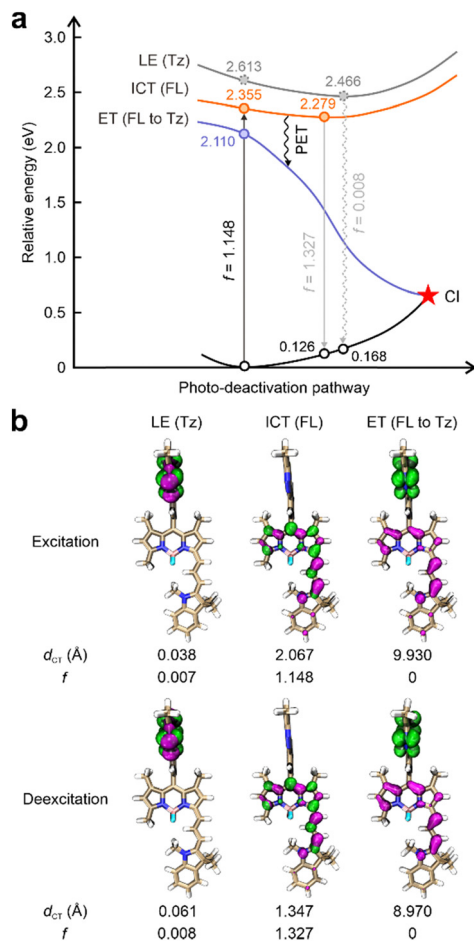 a
Relative energy (eV)
3.0
2.5
2.0
1.5
1.0
0.5
0
LE (Tz)
ICT (FL)
ET (FL to Tz)
2.613
2.355
2.110
2.466
2.279
PET
f = 1.148
f = 1.327
f = 0.008
0.126
0.168
CI
Photo-deactivation pathway
b
LE (Tz) ICT (FL) ET (FL to Tz)
Excitation
dCT (Å) 0.038 2.067 9.930
f 0.007 1.148 0
Deexcitation
dCT (Å) 0.061 1.347 8.970
f 0.008 1.327 0